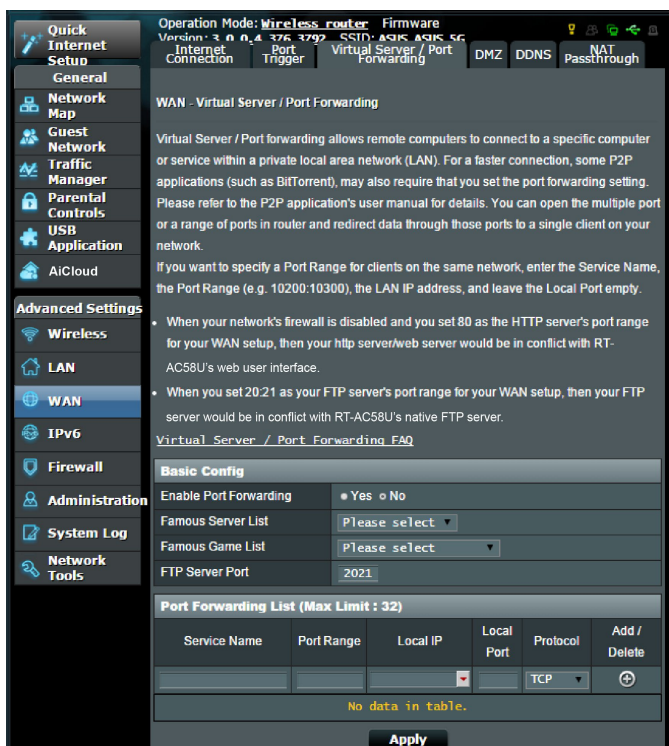 Quick Internet Setup
Operation Mode: Wireless router Firmware
Version: 3.0.0.4.376.3792 SSID: ASUS ASUS_5G
Internet Connection
Port Trigger
Virtual Server / Port Forwarding
DMZ
DDNS
NAT Passthrough
General
Network Map
Guest Network
Traffic Manager
Parental Controls
USB Application
AiCloud
Advanced Settings
Wireless
LAN
WAN
IPv6
Firewall
Administration
System Log
Network Tools
WAN - Virtual Server / Port Forwarding
Virtual Server / Port forwarding allows remote computers to connect to a specific computer
or service within a private local area network (LAN). For a faster connection, some P2P
applications (such as BitTorrent), may also require that you set the port forwarding setting.
Please refer to the P2P application's user manual for details. You can open the multiple port
or a range of ports in router and redirect data through those ports to a single client on your
network.
If you want to specify a Port Range for clients on the same network, enter the Service Name,
the Port Range (e.g. 10200:10300), the LAN IP address, and leave the Local Port empty.
• When your network's firewall is disabled and you set 80 as the HTTP server's port range
for your WAN setup, then your http server/web server would be in conflict with RT-
AC58U's web user interface.
• When you set 20:21 as your FTP server's port range for your WAN setup, then your FTP
server would be in conflict with RT-AC58U's native FTP server.
Virtual Server / Port Forwarding FAQ
Basic Config
Enable Port Forwarding Yes No
Famous Server List Please select
Famous Game List Please select
FTP Server Port 2021
Port Forwarding List (Max Limit : 32)
Service Name
Port Range
Local IP
Local Port
Protocol
Add / Delete
TCP
No data in table.
Apply